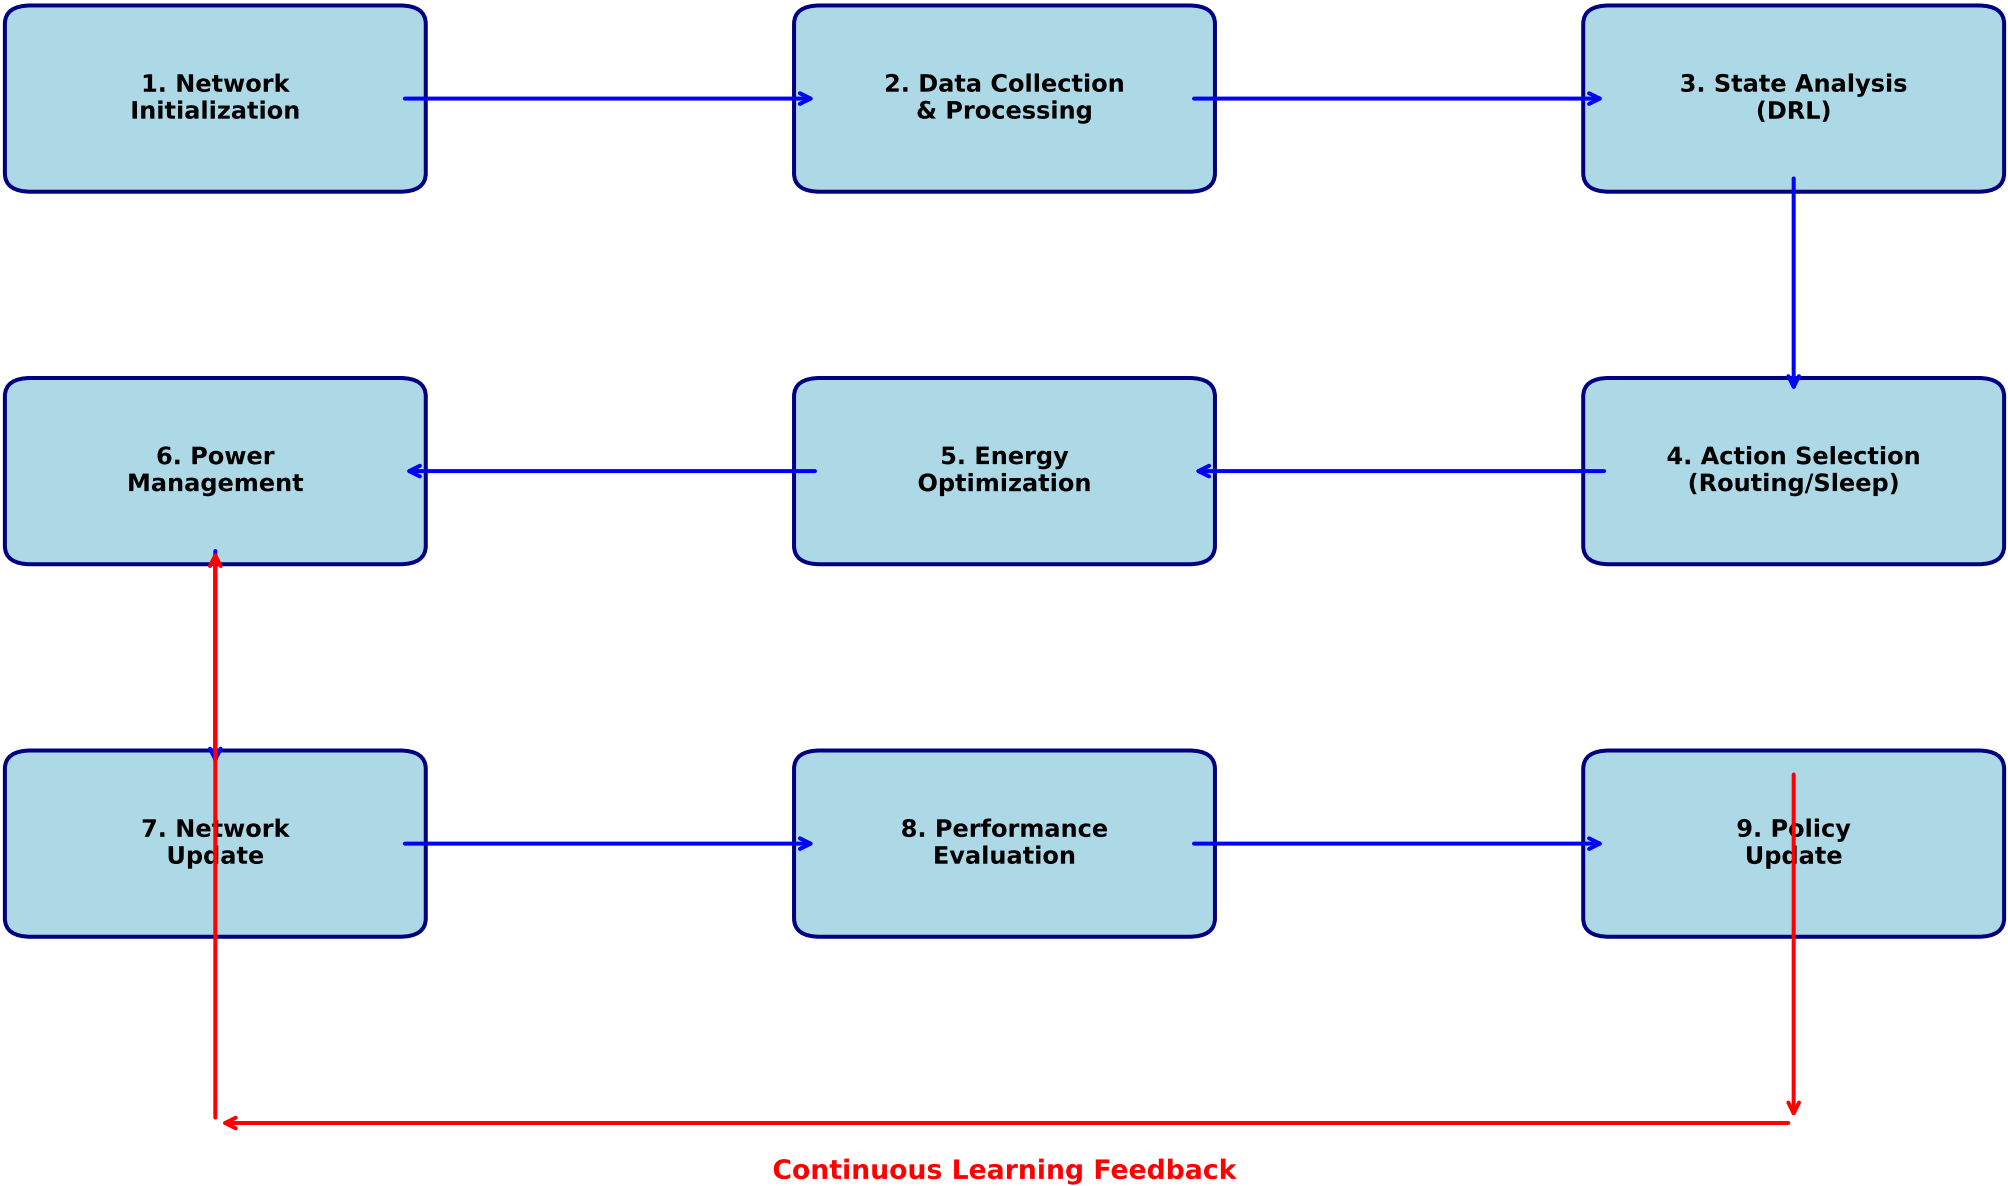 1. Network
Initialization
2. Data Collection
& Processing
3. State Analysis
(DRL)
6. Power
Management
5. Energy
Optimization
4. Action Selection
(Routing/Sleep)
7. Network
Update
8. Performance
Evaluation
9. Policy
Update
Continuous Learning Feedback